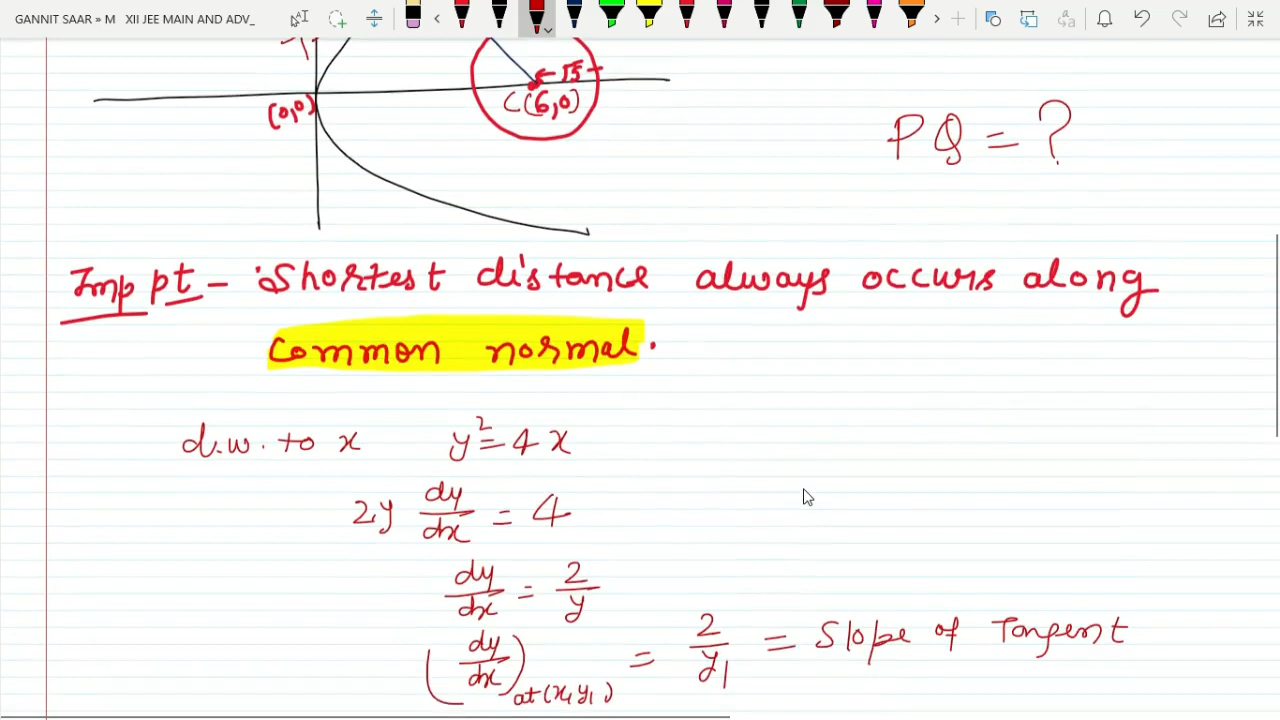 GANNIT SAAR » M XII JEE MAIN AND ADV_
√5
(0,0)
C(6,0)
PQ = ?
Imp pt - Shortest distance always occurs along
common normal.
d.w. to x y² = 4x
2y dy/dx = 4
dy/dx = 2/y
(dy/dx) at (x₁ y₁) = 2/y₁ = Slope of Tangent